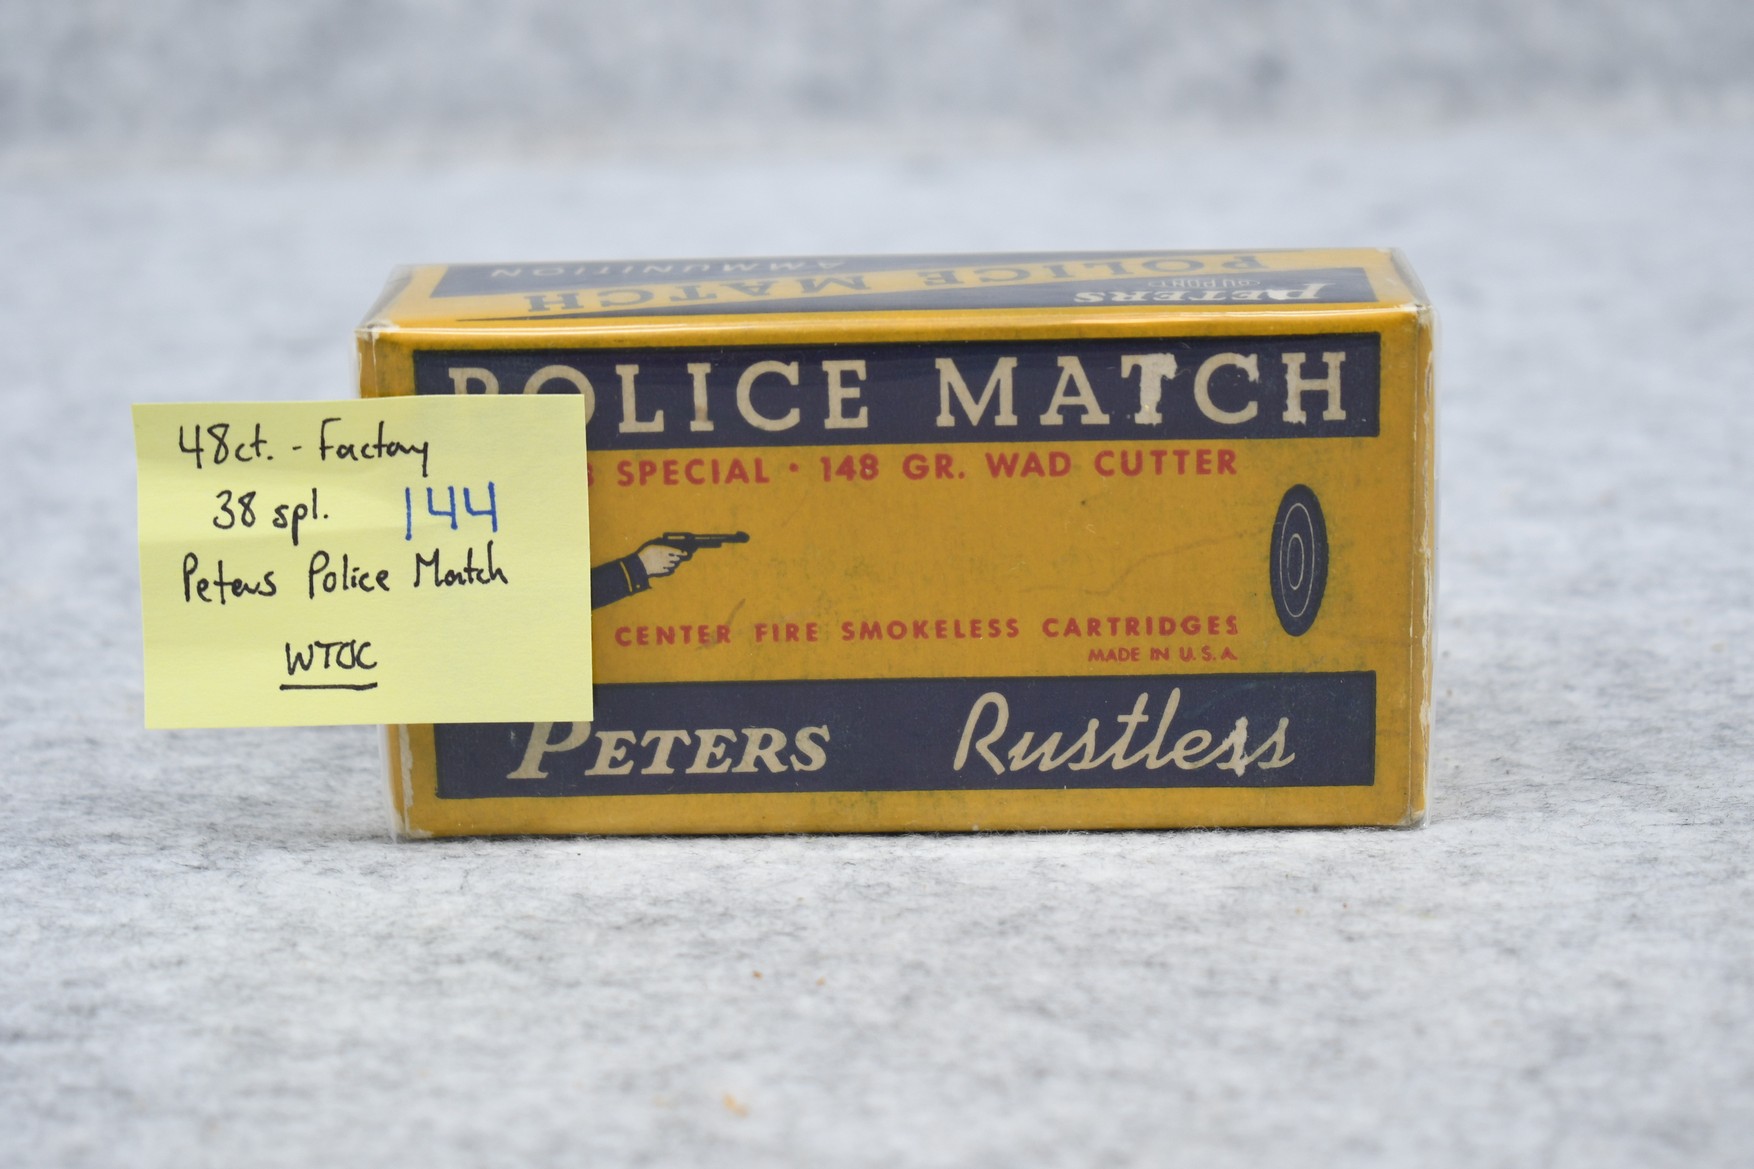 AMMUNITION
POLICE MATCH
PETERS
DUPONT
POLICE MATCH
SPECIAL · 148 GR. WAD CUTTER
CENTER FIRE SMOKELESS CARTRIDGES
MADE IN U.S.A.
PETERS Rustless
48ct. - Factory
38 spl. 144
Peters Police Match
WTOC